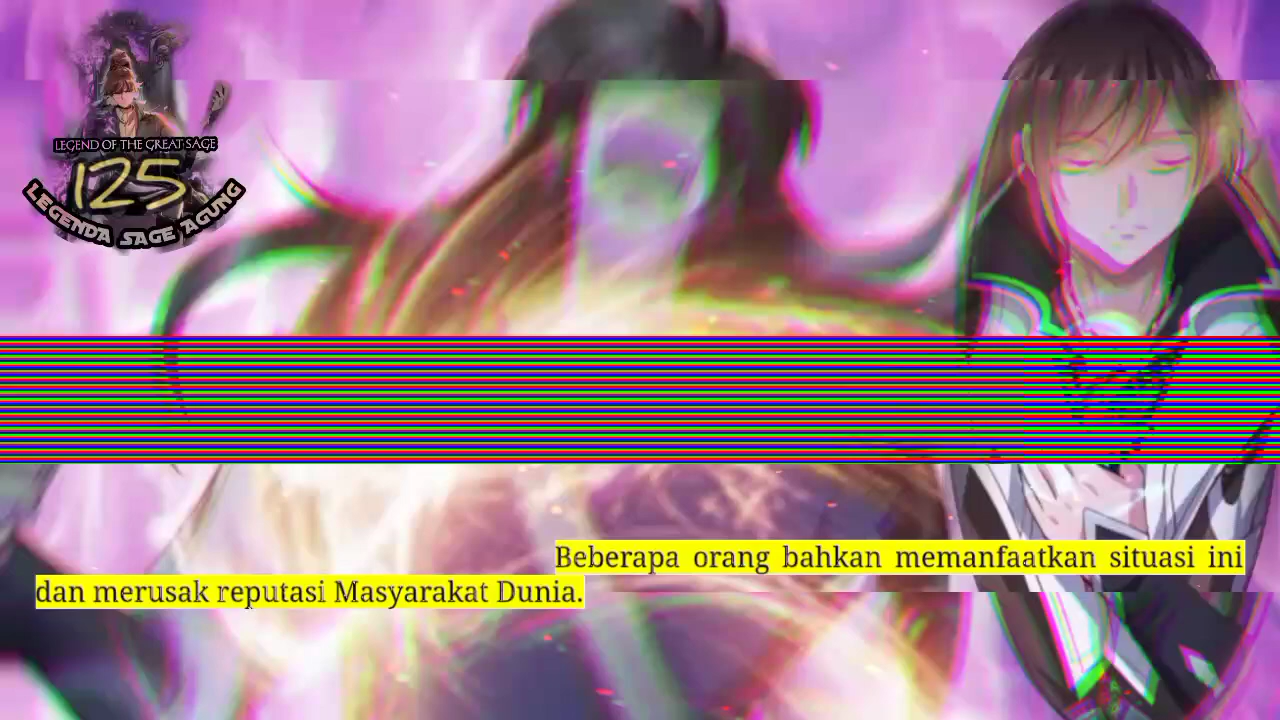 LEGEND OF THE GREAT SAGE
125
LEGENDA SAGE AGUNG
Beberapa orang bahkan memanfaatkan situasi ini
dan merusak reputasi Masyarakat Dunia.